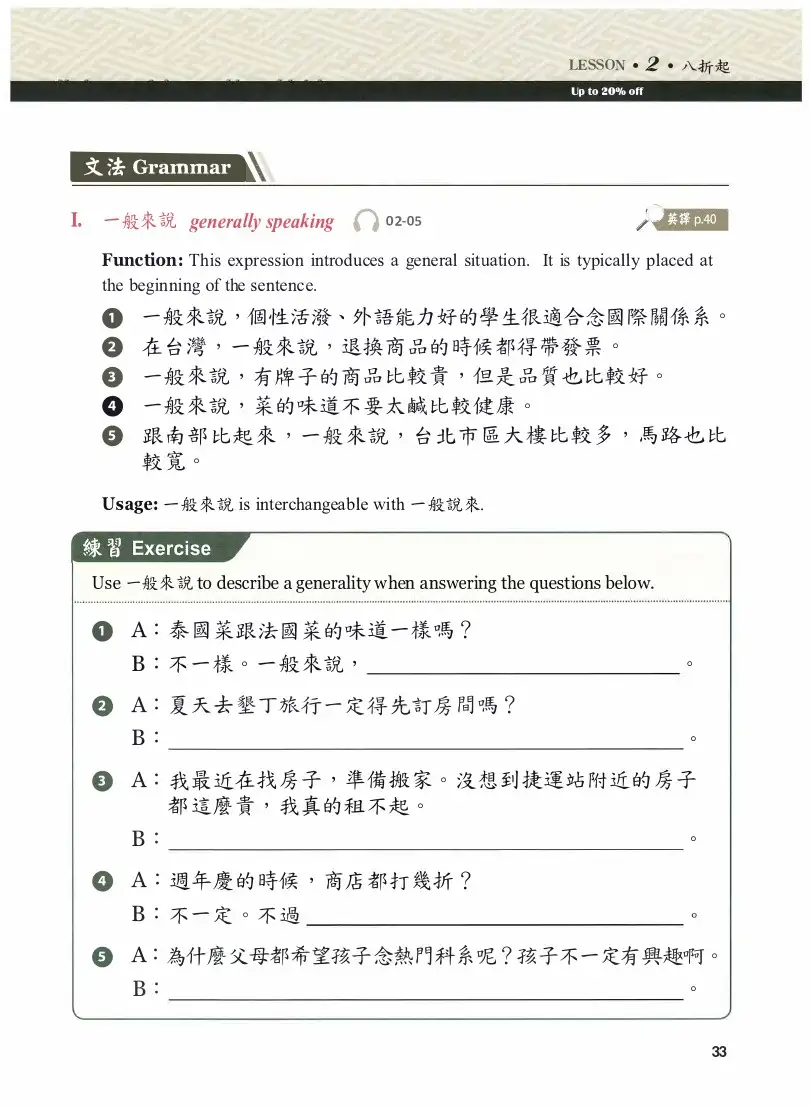 LESSON • 2 • 八折起
Up to 20% off
文法 Grammar
I. 一般來說 generally speaking 02-05 英譯 p.40
Function: This expression introduces a general situation. It is typically placed at
the beginning of the sentence.
1 一般來說，個性活潑、外語能力好的學生很適合念國際關係系。
2 在台灣，一般來說，退換商品的時候都得帶發票。
3 一般來說，有牌子的商品比較貴，但是品質也比較好。
4 一般來說，菜的味道不要太鹹比較健康。
5 跟南部比起來，一般來說，台北市區大樓比較多，馬路也比
較寬。
Usage: 一般來說 is interchangeable with 一般說來.
練習 Exercise
Use 一般來說 to describe a generality when answering the questions below.
1 A：泰國菜跟法國菜的味道一樣嗎？
B：不一樣。一般來說，＿＿＿＿＿＿＿＿。
2 A：夏天去墾丁旅行一定得先訂房間嗎？
B：＿＿＿＿＿＿＿＿。
3 A：我最近在找房子，準備搬家。沒想到捷運站附近的房子
都這麼貴，我真的租不起。
B：＿＿＿＿＿＿＿＿。
4 A：週年慶的時候，商店都打幾折？
B：不一定。不過＿＿＿＿＿＿＿＿。
5 A：為什麼父母都希望孩子念熱門科系呢？孩子不一定有興趣啊。
B：＿＿＿＿＿＿＿＿。
33